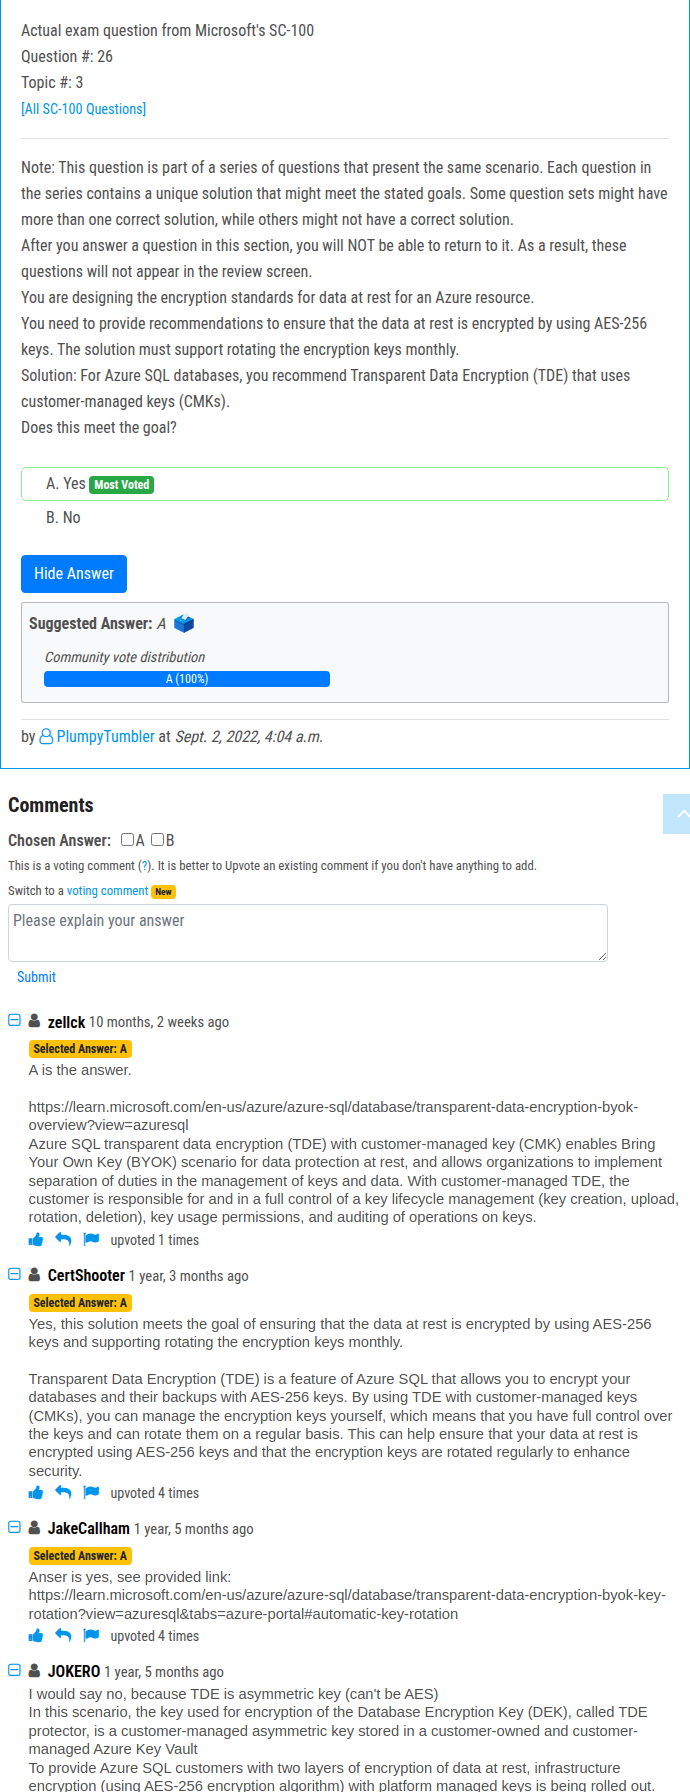 Actual exam question from Microsoft's SC-100
Question #: 26
Topic #: 3
[All SC-100 Questions]
Note: This question is part of a series of questions that present the same scenario. Each question in
the series contains a unique solution that might meet the stated goals. Some question sets might have
more than one correct solution, while others might not have a correct solution.
After you answer a question in this section, you will NOT be able to return to it. As a result, these
questions will not appear in the review screen.
You are designing the encryption standards for data at rest for an Azure resource.
You need to provide recommendations to ensure that the data at rest is encrypted by using AES-256
keys. The solution must support rotating the encryption keys monthly.
Solution: For Azure SQL databases, you recommend Transparent Data Encryption (TDE) that uses
customer-managed keys (CMKs).
Does this meet the goal?
A. Yes Most Voted
B. No
Hide Answer
Suggested Answer: A
Community vote distribution
A (100%)
by PlumpyTumbler at Sept. 2, 2022, 4:04 a.m.
Comments
Chosen Answer: A B
This is a voting comment (?). It is better to Upvote an existing comment if you don't have anything to add.
Switch to a voting comment New
Please explain your answer
Submit
zellck 10 months, 2 weeks ago
Selected Answer: A
A is the answer.
https://learn.microsoft.com/en-us/azure/azure-sql/database/transparent-data-encryption-byok-
overview?view=azuresql
Azure SQL transparent data encryption (TDE) with customer-managed key (CMK) enables Bring
Your Own Key (BYOK) scenario for data protection at rest, and allows organizations to implement
separation of duties in the management of keys and data. With customer-managed TDE, the
customer is responsible for and in a full control of a key lifecycle management (key creation, upload,
rotation, deletion), key usage permissions, and auditing of operations on keys.
upvoted 1 times
CertShooter 1 year, 3 months ago
Selected Answer: A
Yes, this solution meets the goal of ensuring that the data at rest is encrypted by using AES-256
keys and supporting rotating the encryption keys monthly.
Transparent Data Encryption (TDE) is a feature of Azure SQL that allows you to encrypt your
databases and their backups with AES-256 keys. By using TDE with customer-managed keys
(CMKs), you can manage the encryption keys yourself, which means that you have full control over
the keys and can rotate them on a regular basis. This can help ensure that your data at rest is
encrypted using AES-256 keys and that the encryption keys are rotated regularly to enhance
security.
upvoted 4 times
JakeCallham 1 year, 5 months ago
Selected Answer: A
Anser is yes, see provided link:
https://learn.microsoft.com/en-us/azure/azure-sql/database/transparent-data-encryption-byok-key-
rotation?view=azuresql&tabs=azure-portal#automatic-key-rotation
upvoted 4 times
JOKERO 1 year, 5 months ago
I would say no, because TDE is asymmetric key (can't be AES)
In this scenario, the key used for encryption of the Database Encryption Key (DEK), called TDE
protector, is a customer-managed asymmetric key stored in a customer-owned and customer-
managed Azure Key Vault
To provide Azure SQL customers with two layers of encryption of data at rest, infrastructure
encryption (using AES-256 encryption algorithm) with platform managed keys is being rolled out.